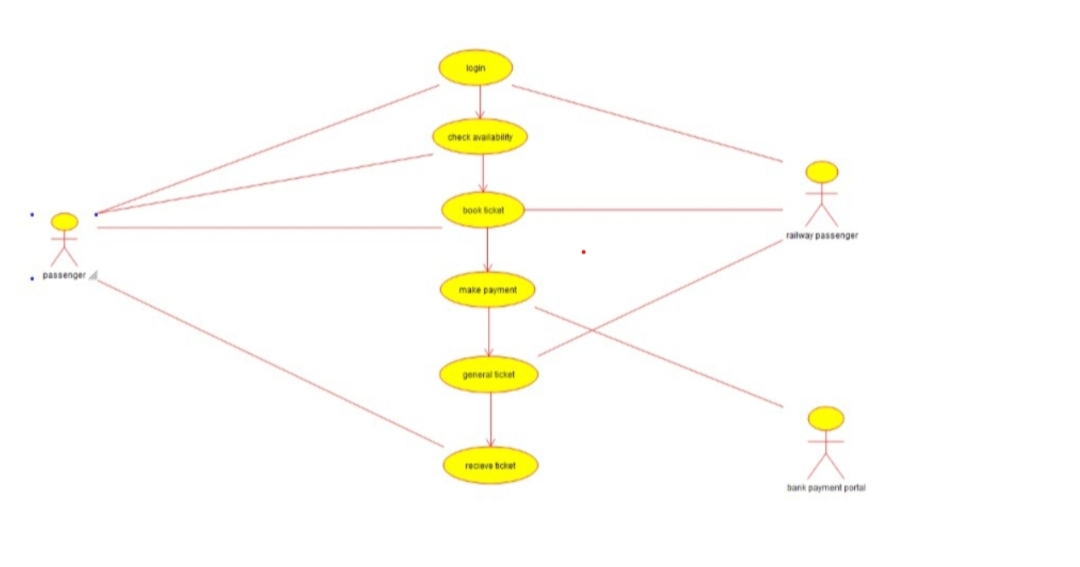 login
check availability
book ticket
railway passenger
passenger
make payment
general ticket
recieve ticket
bank payment portal